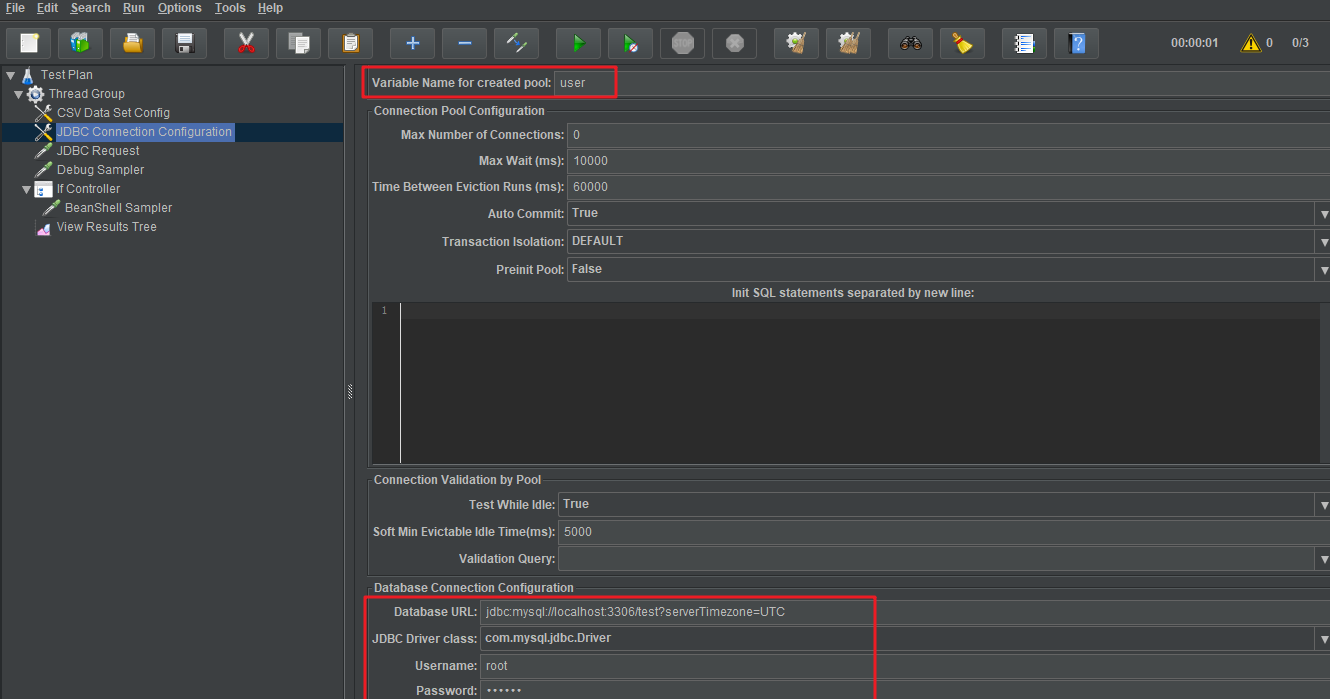 File Edit Search Run Options Tools Help
STOP 00:00:01 0 0/3
Test Plan
Thread Group
CSV Data Set Config
JDBC Connection Configuration
JDBC Request
Debug Sampler
If Controller
BeanShell Sampler
View Results Tree
Variable Name for created pool: user
Connection Pool Configuration
Max Number of Connections: 0
Max Wait (ms): 10000
Time Between Eviction Runs (ms): 60000
Auto Commit: True
Transaction Isolation: DEFAULT
Preinit Pool: False
Init SQL statements separated by new line:
1
Connection Validation by Pool
Test While Idle: True
Soft Min Evictable Idle Time(ms): 5000
Validation Query:
Database Connection Configuration
Database URL: jdbc:mysql://localhost:3306/test?serverTimezone=UTC
JDBC Driver class: com.mysql.jdbc.Driver
Username: root
Password: ••••••